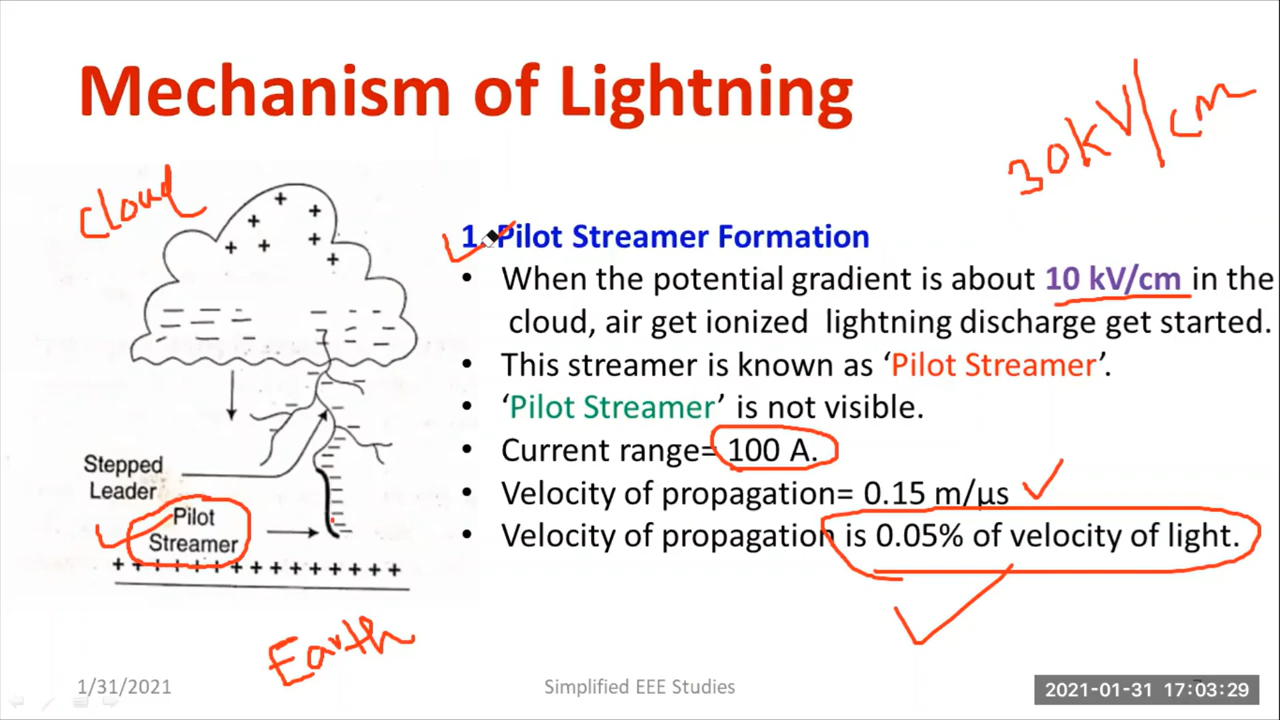 Mechanism of Lightning
30kV/cm
Cloud
1. Pilot Streamer Formation
• When the potential gradient is about 10 kV/cm in the
cloud, air get ionized lightning discharge get started.
• This streamer is known as ‘Pilot Streamer’.
• ‘Pilot Streamer’ is not visible.
• Current range= 100 A.
• Velocity of propagation= 0.15 m/µs
• Velocity of propagation is 0.05% of velocity of light.
Stepped
Leader
Pilot
Streamer
Earth
1/31/2021
Simplified EEE Studies
2021-01-31 17:03:29